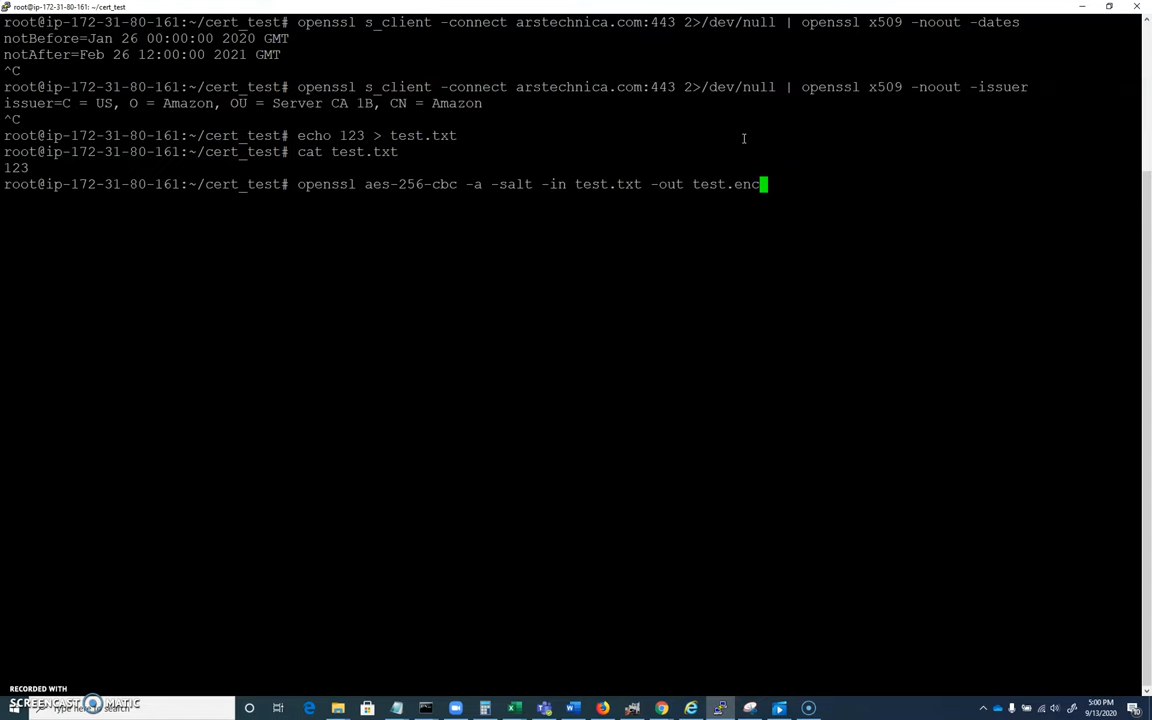 root@ip-172-31-80-161: ~/cert_test
root@ip-172-31-80-161:~/cert_test# openssl s_client -connect arstechnica.com:443 2>/dev/null | openssl x509 -noout -dates
notBefore=Jan 26 00:00:00 2020 GMT
notAfter=Feb 26 12:00:00 2021 GMT
^C
root@ip-172-31-80-161:~/cert_test# openssl s_client -connect arstechnica.com:443 2>/dev/null | openssl x509 -noout -issuer
issuer=C = US, O = Amazon, OU = Server CA 1B, CN = Amazon
^C
root@ip-172-31-80-161:~/cert_test# echo 123 > test.txt
root@ip-172-31-80-161:~/cert_test# cat test.txt
123
root@ip-172-31-80-161:~/cert_test# openssl aes-256-cbc -a -salt -in test.txt -out test.enc
RECORDED WITH
SCREENCAST MATIC
Type here to search
5:00 PM
9/13/2020